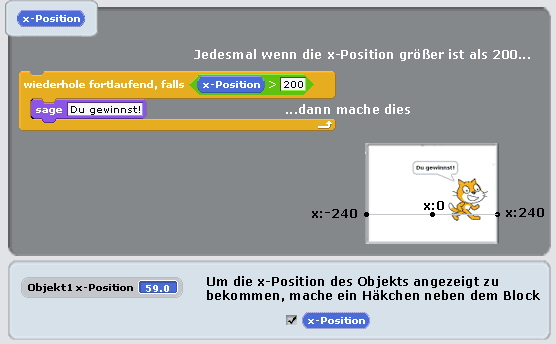 x-Position
Jedesmal wenn die x-Position größer ist als 200...
wiederhole fortlaufend, falls x-Position > 200
sage Du gewinnst!
...dann mache dies
Du gewinnst!
x:-240 x:0 x:240
Objekt1 x-Position 59.0
Um die x-Position des Objekts angezeigt zu
bekommen, mache ein Häkchen neben dem Block
x-Position